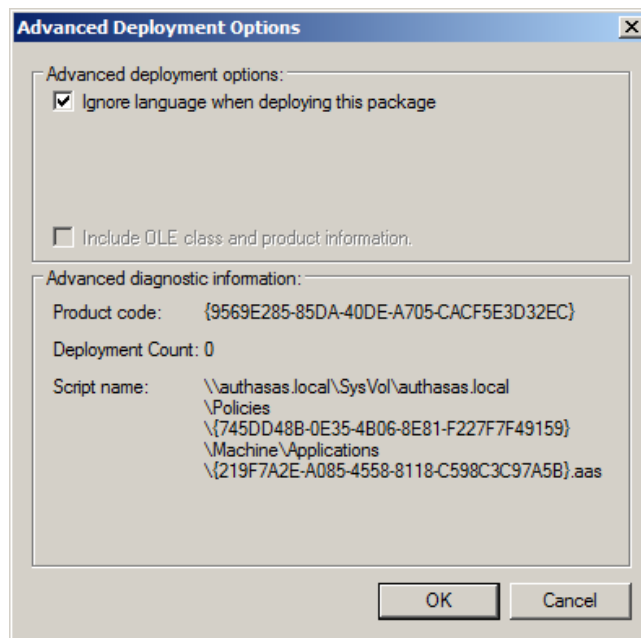 Advanced Deployment Options
Advanced deployment options:
Ignore language when deploying this package
Include OLE class and product information.
Advanced diagnostic information:
Product code: {9569E285-85DA-40DE-A705-CACF5E3D32EC}
Deployment Count: 0
Script name: \\authasas.local\SysVol\authasas.local
\Policies
\{745DD48B-0E35-4B06-8E81-F227F7F49159}
\Machine\Applications
\{219F7A2E-A085-4558-8118-C598C3C97A5B}.aas
OK Cancel